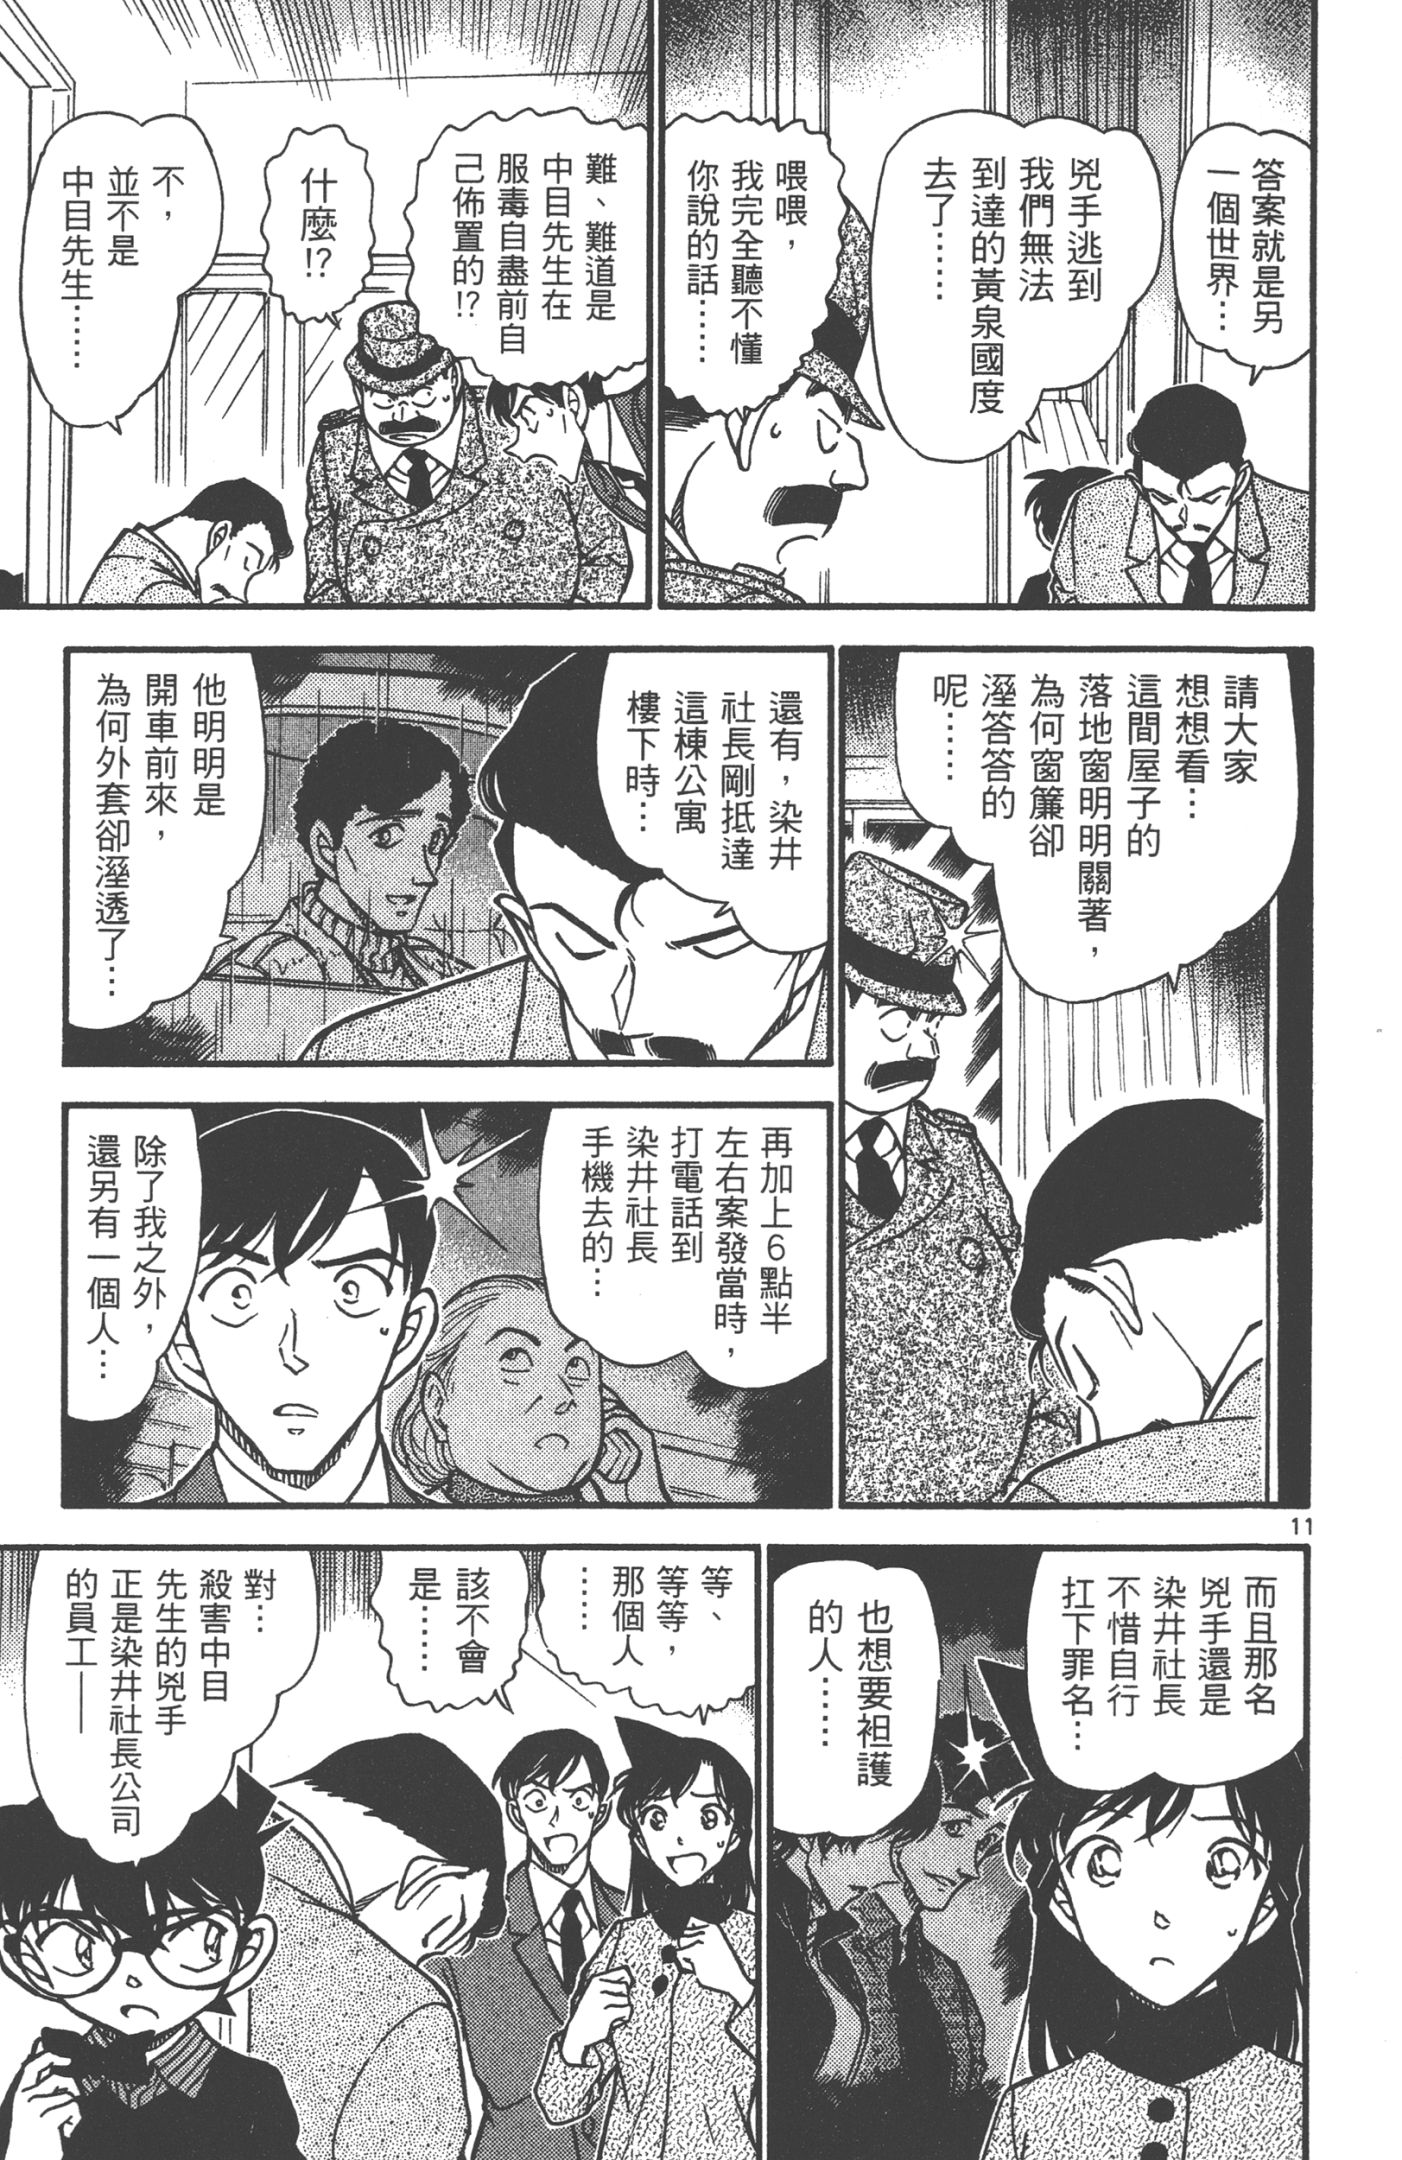 答案就是另
一個世界…
兇手逃到
我們無法
到達的黃泉國度
去了……
喂喂，
我完全聽不懂
你說的話……
難、難道是
中目先生在
服毒自盡前自
己佈置的!?
什麼!?
不，
並不是
中目先生……
請大家
想想看…
這間屋子的
落地窗明明關著，
為何窗簾卻
溼答答的
呢……
還有，染井
社長剛抵達
這棟公寓
樓下時…
他明明是
開車前來，
為何外套卻溼透了…
再加上6點半
左右案發當時，
打電話到
染井社長
手機去的…
除了我之外，
還另有一個人…
11
而且那名
兇手還是
染井社長
不惜自行
扛下罪名…
也想要袒護
的人……
等、
等等，
那個人
……
該不會
是……
對…
殺害中目
先生的兇手
正是染井社長公司
的員工——